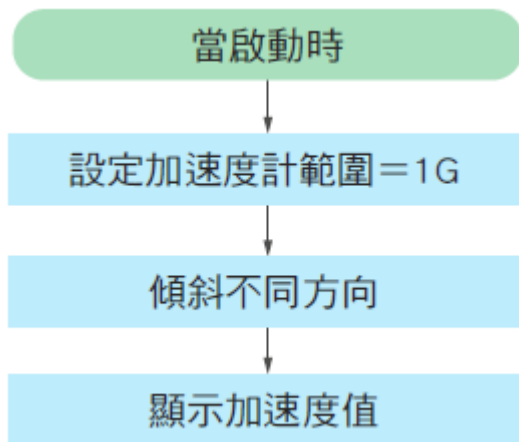 當啟動時
設定加速度計範圍＝1G
傾斜不同方向
顯示加速度值